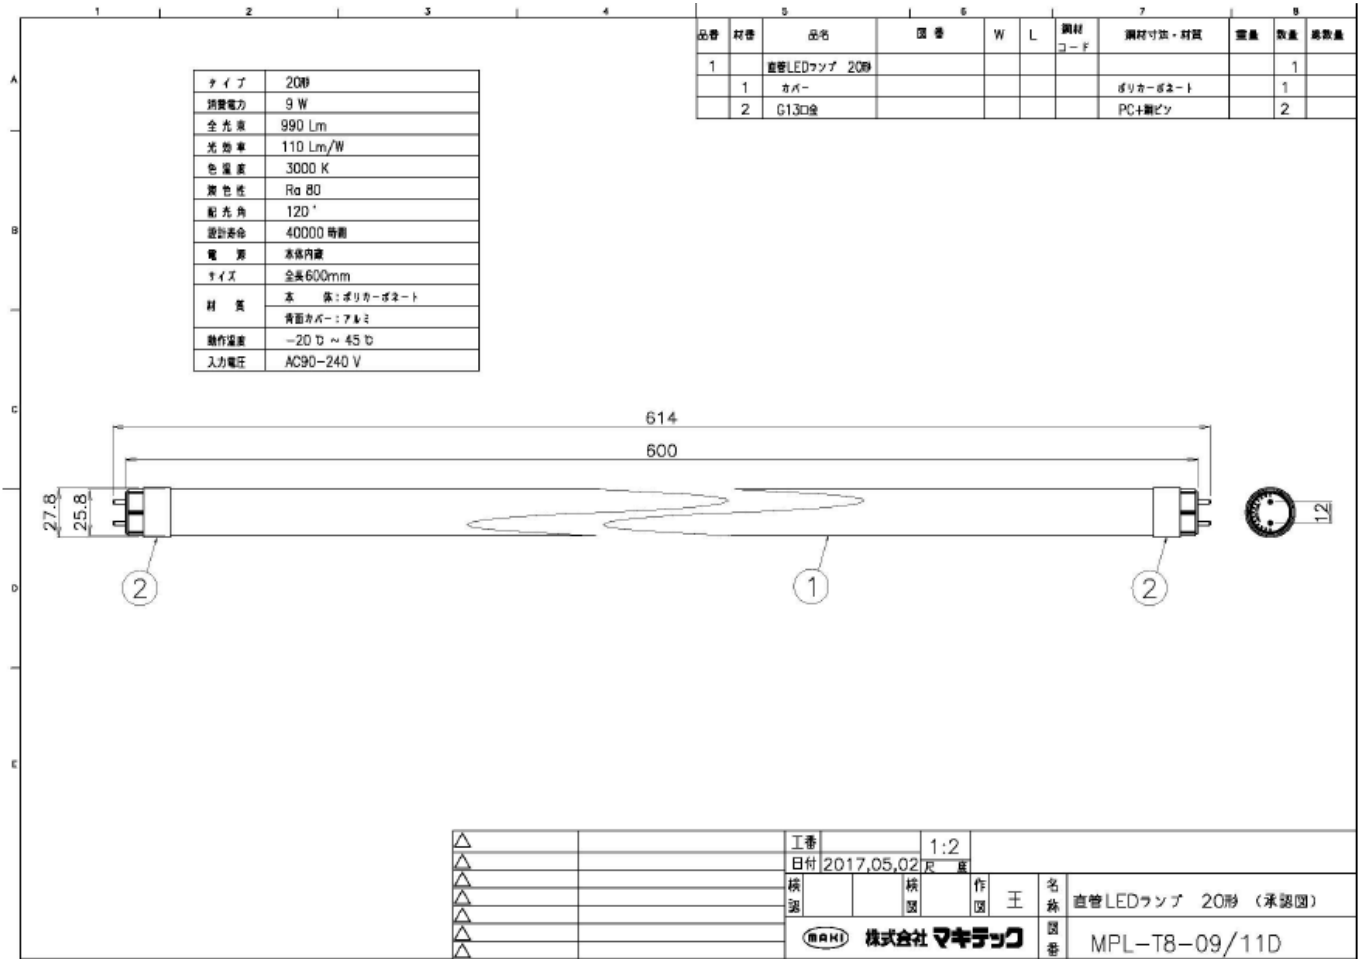 1 2 3 4 5 6 7 8
品番 材番 品名 図番 W L 鋼材コード 鋼材寸法・材質 重量 数量 総数量
1 直管LEDランプ 20形 1
1 カバー ポリカーボネート 1
2 G13口金 PC+銅ピン 2
A
B
C
D
E
タイプ 20形
消費電力 9 W
全光束 990 Lm
光効率 110 Lm/W
色温度 3000 K
演色性 Ra 80
配光角 120°
設計寿命 40000 時間
電源 本体内蔵
サイズ 全長600mm
材質 本体:ポリカーボネート
背面カバー:アルミ
動作温度 -20℃ ~ 45℃
入力電圧 AC90-240 V
614
600
27.8
25.8
12
2
1
2
工番 1:2
日付 2017,05,02 尺度
検認 検図 作図 王 名称 直管LEDランプ 20形 (承認図)
MAKI 株式会社マキテック 図番 MPL-T8-09/11D